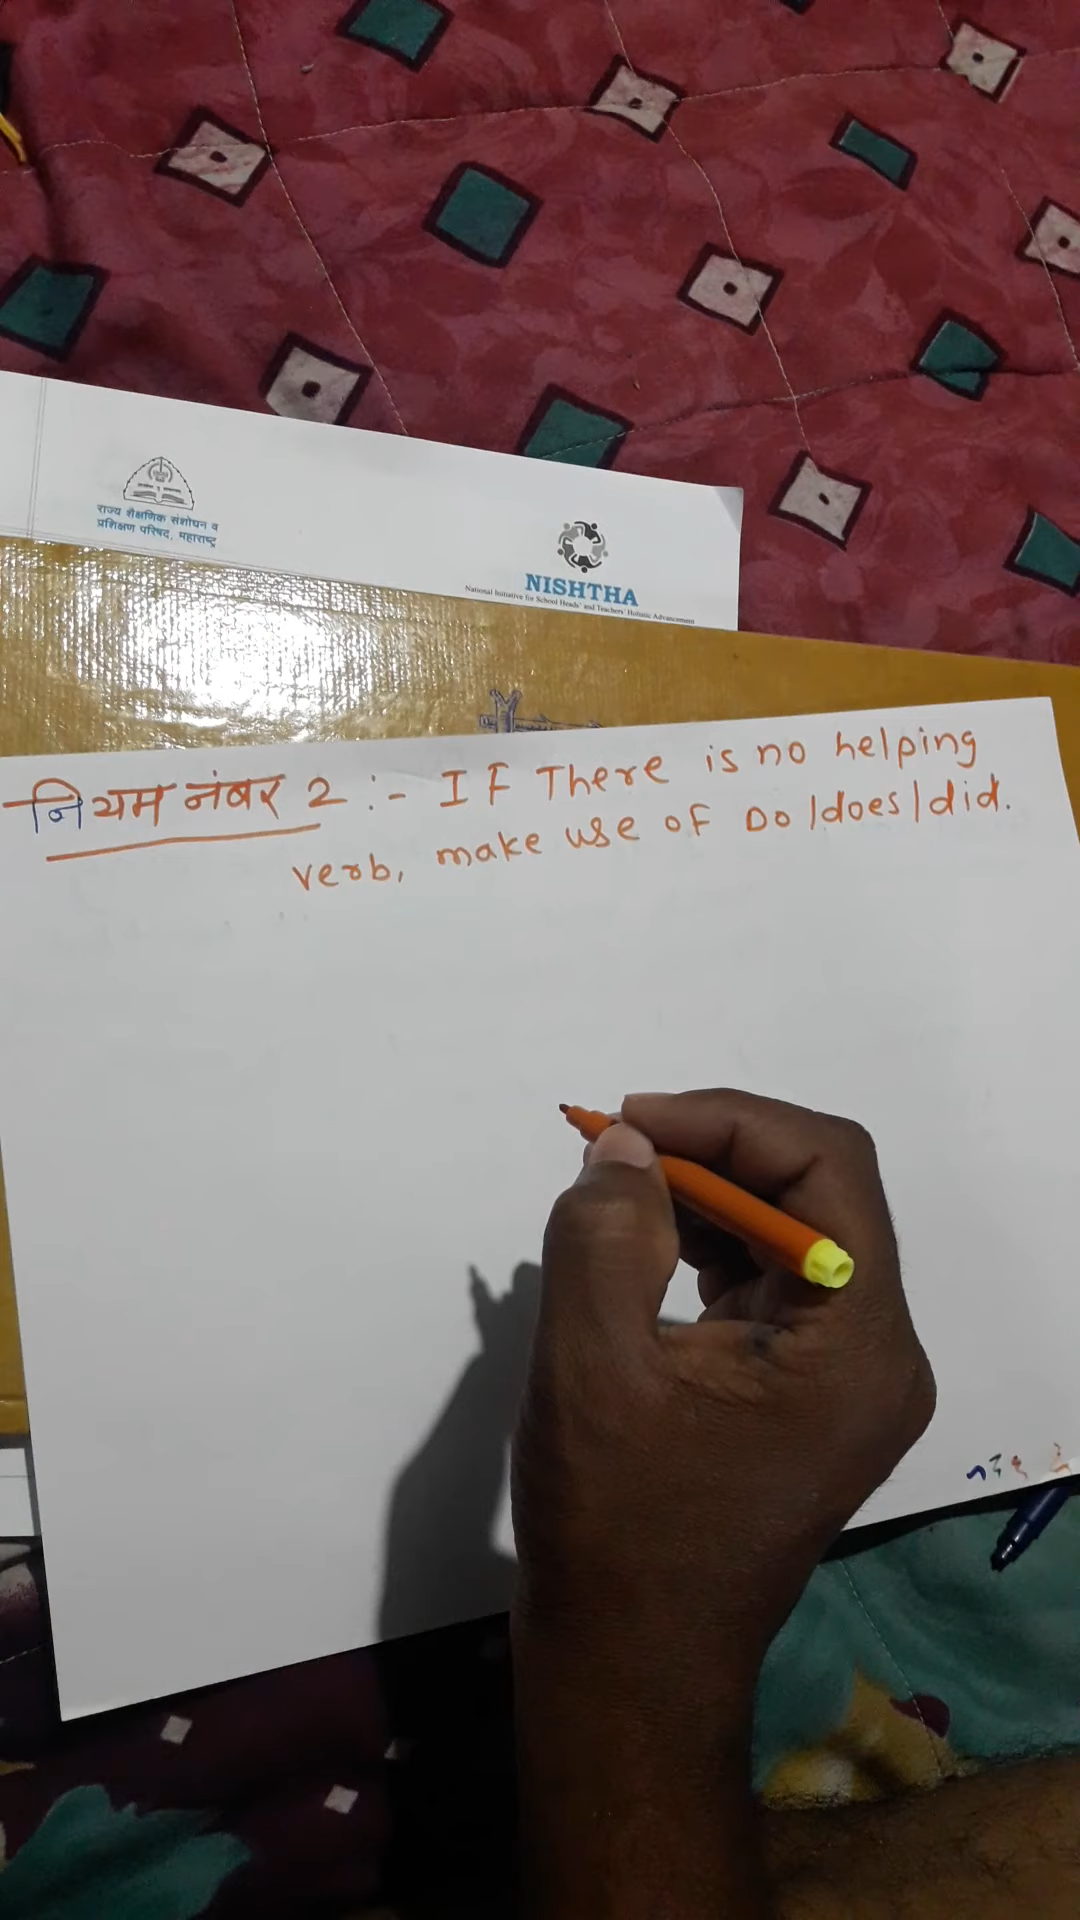 राज्य शैक्षणिक संशोधन व
प्रशिक्षण परिषद, महाराष्ट्र
NISHTHA
National Initiative for School Heads' and Teachers' Holistic Advancement
नियम नंबर 2 :- If There is no helping
verb, make use of Do/does/did.